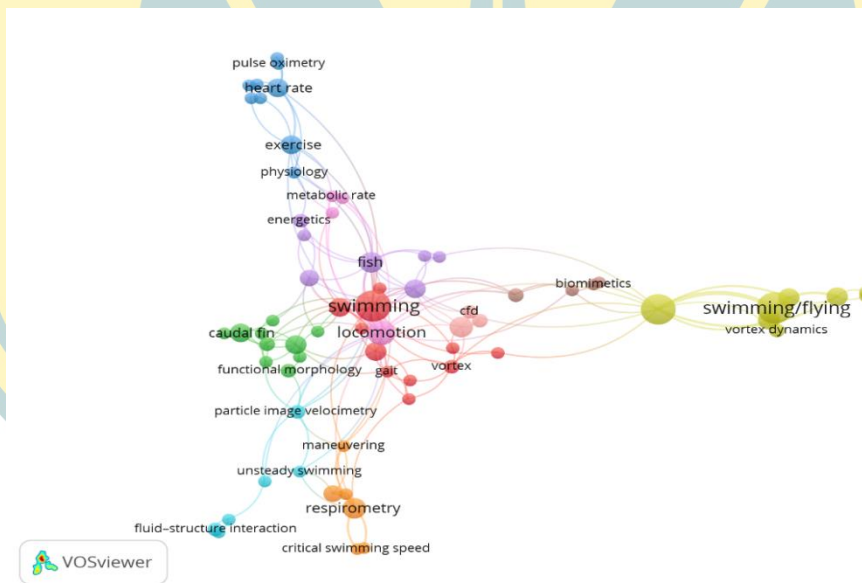 pulse oximetry
heart rate
exercise
physiology
metabolic rate
energetics
fish
biomimetics
swimming
swimming/flying
cfd
locomotion
vortex dynamics
caudal fin
functional morphology
gait
vortex
particle image velocimetry
maneuvering
unsteady swimming
respirometry
fluid–structure interaction
critical swimming speed
VOSviewer